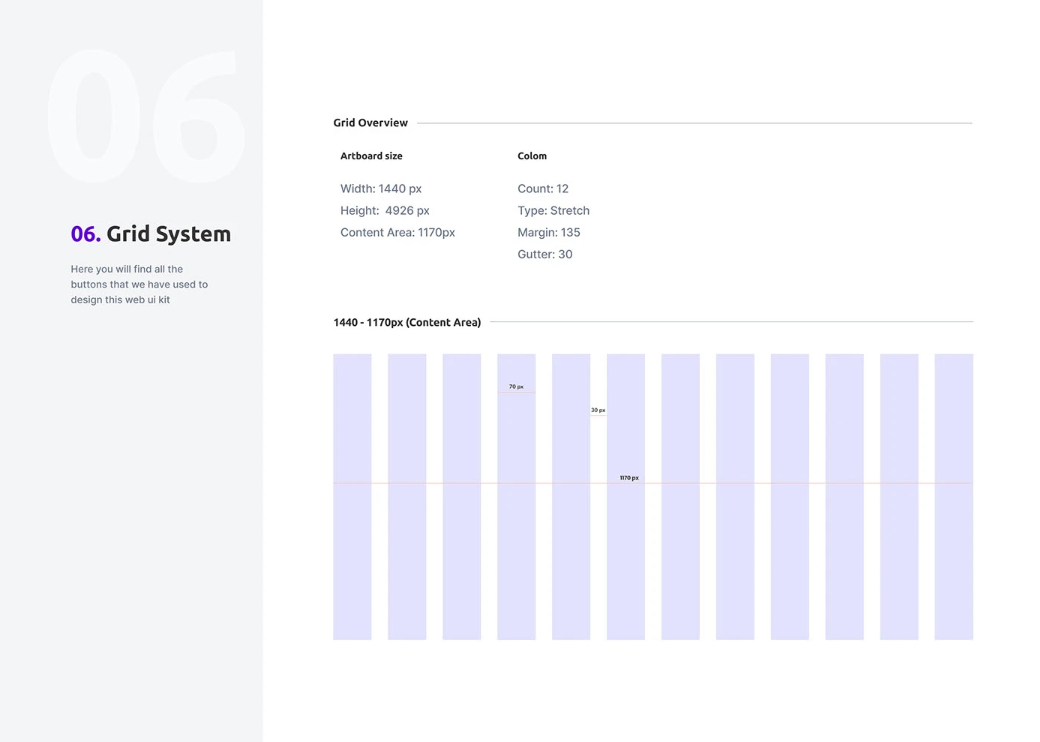 06
06. Grid System
Here you will find all the
buttons that we have used to
design this web ui kit
Grid Overview
Artboard size
Width: 1440 px
Height: 4926 px
Content Area: 1170px
Colom
Count: 12
Type: Stretch
Margin: 135
Gutter: 30
1440 - 1170px (Content Area)
70 px
30 px
1170 px